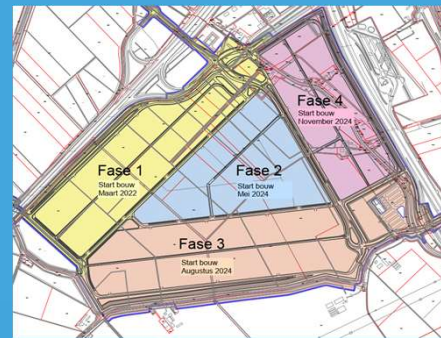 Fase 4
Start bouw
November 2024
Fase 1
Start bouw
Maart 2022
Fase 2
Start bouw
Mei 2024
Fase 3
Start bouw
Augustus 2024